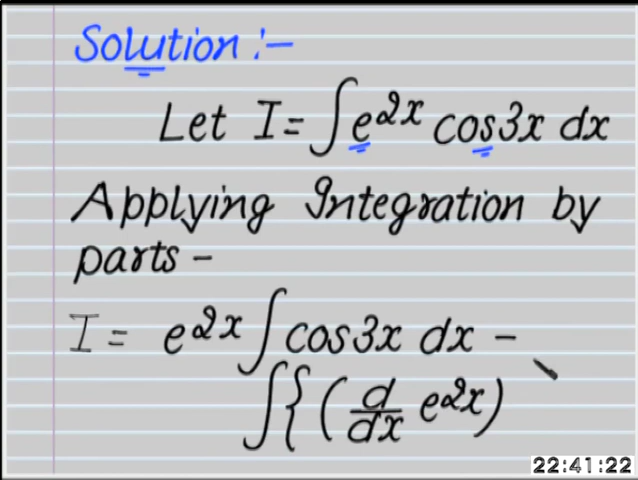 Solution :-
Let I = ∫ e^2x cos3x dx
Applying Integration by
parts -
I = e^2x ∫ cos3x dx -
∫ { ( d/dx e^2x )
22:41:22